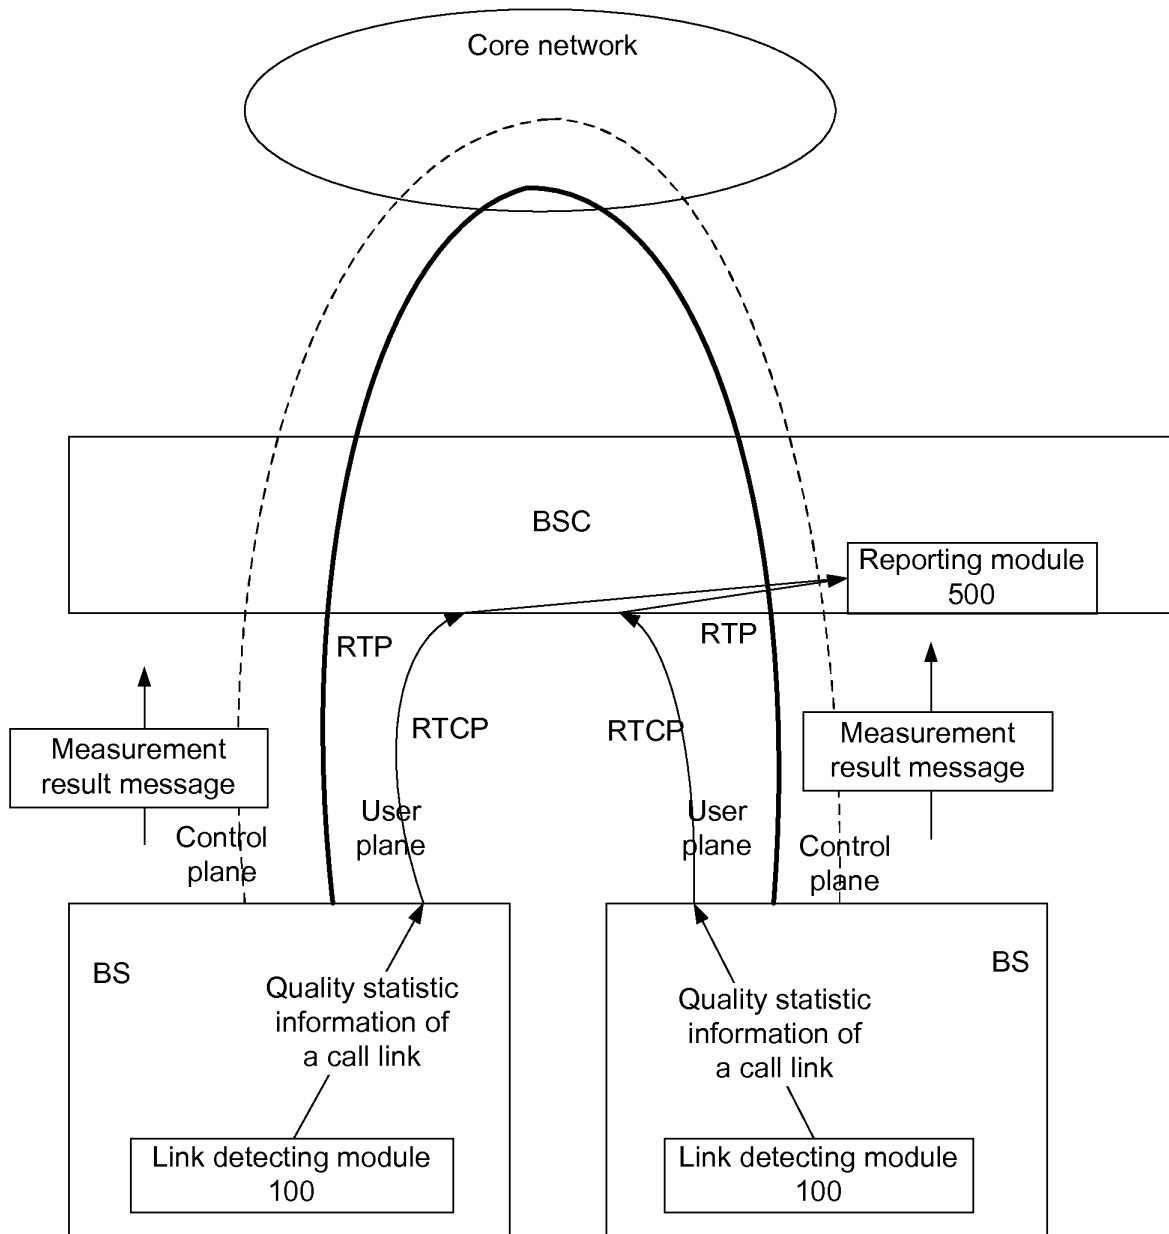 Core network
BSC
Reporting module
500
RTP
RTP
RTCP
RTCP
Measurement
result message
Measurement
result message
Control
plane
User
plane
User
plane
Control
plane
BS
Quality statistic
information of
a call link
BS
Quality statistic
information of
a call link
Link detecting module
100
Link detecting module
100